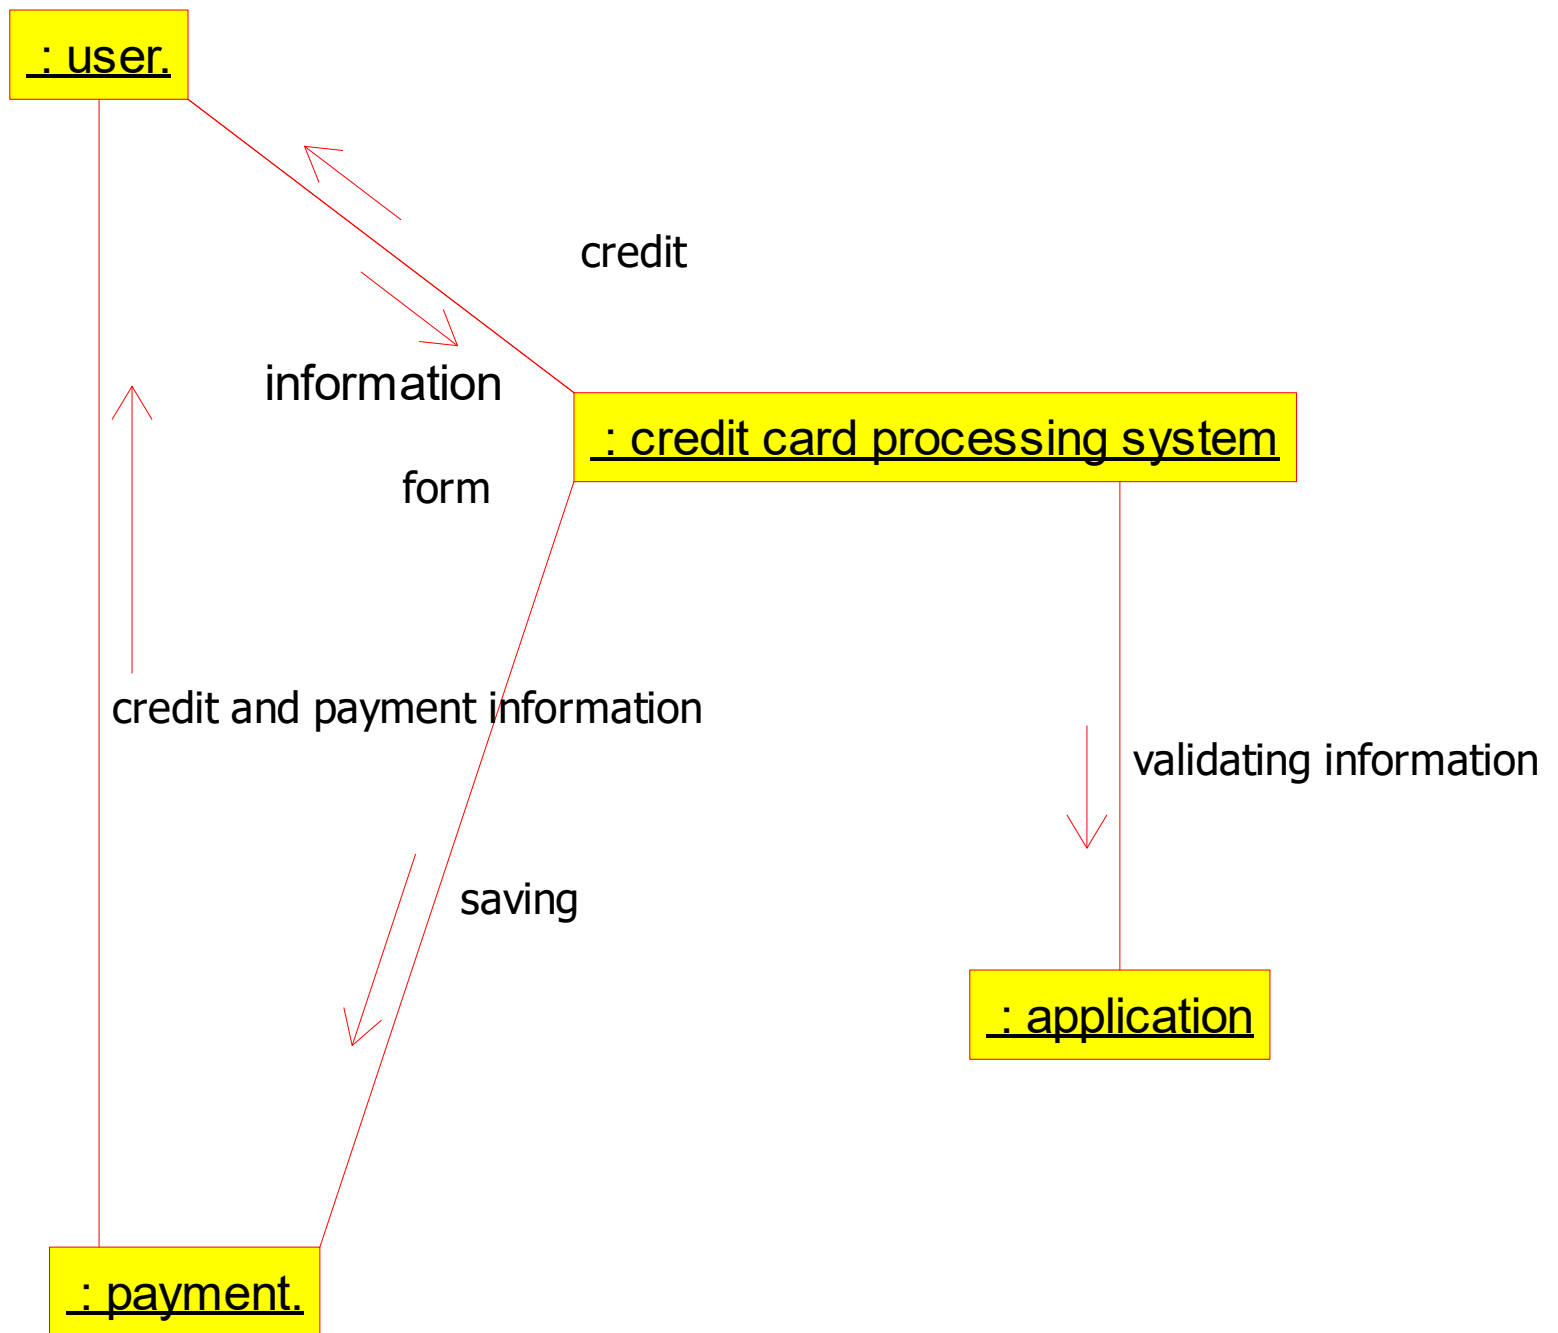 : user.
credit
information
: credit card processing system
form
credit and payment information
validating information
saving
: application
: payment.